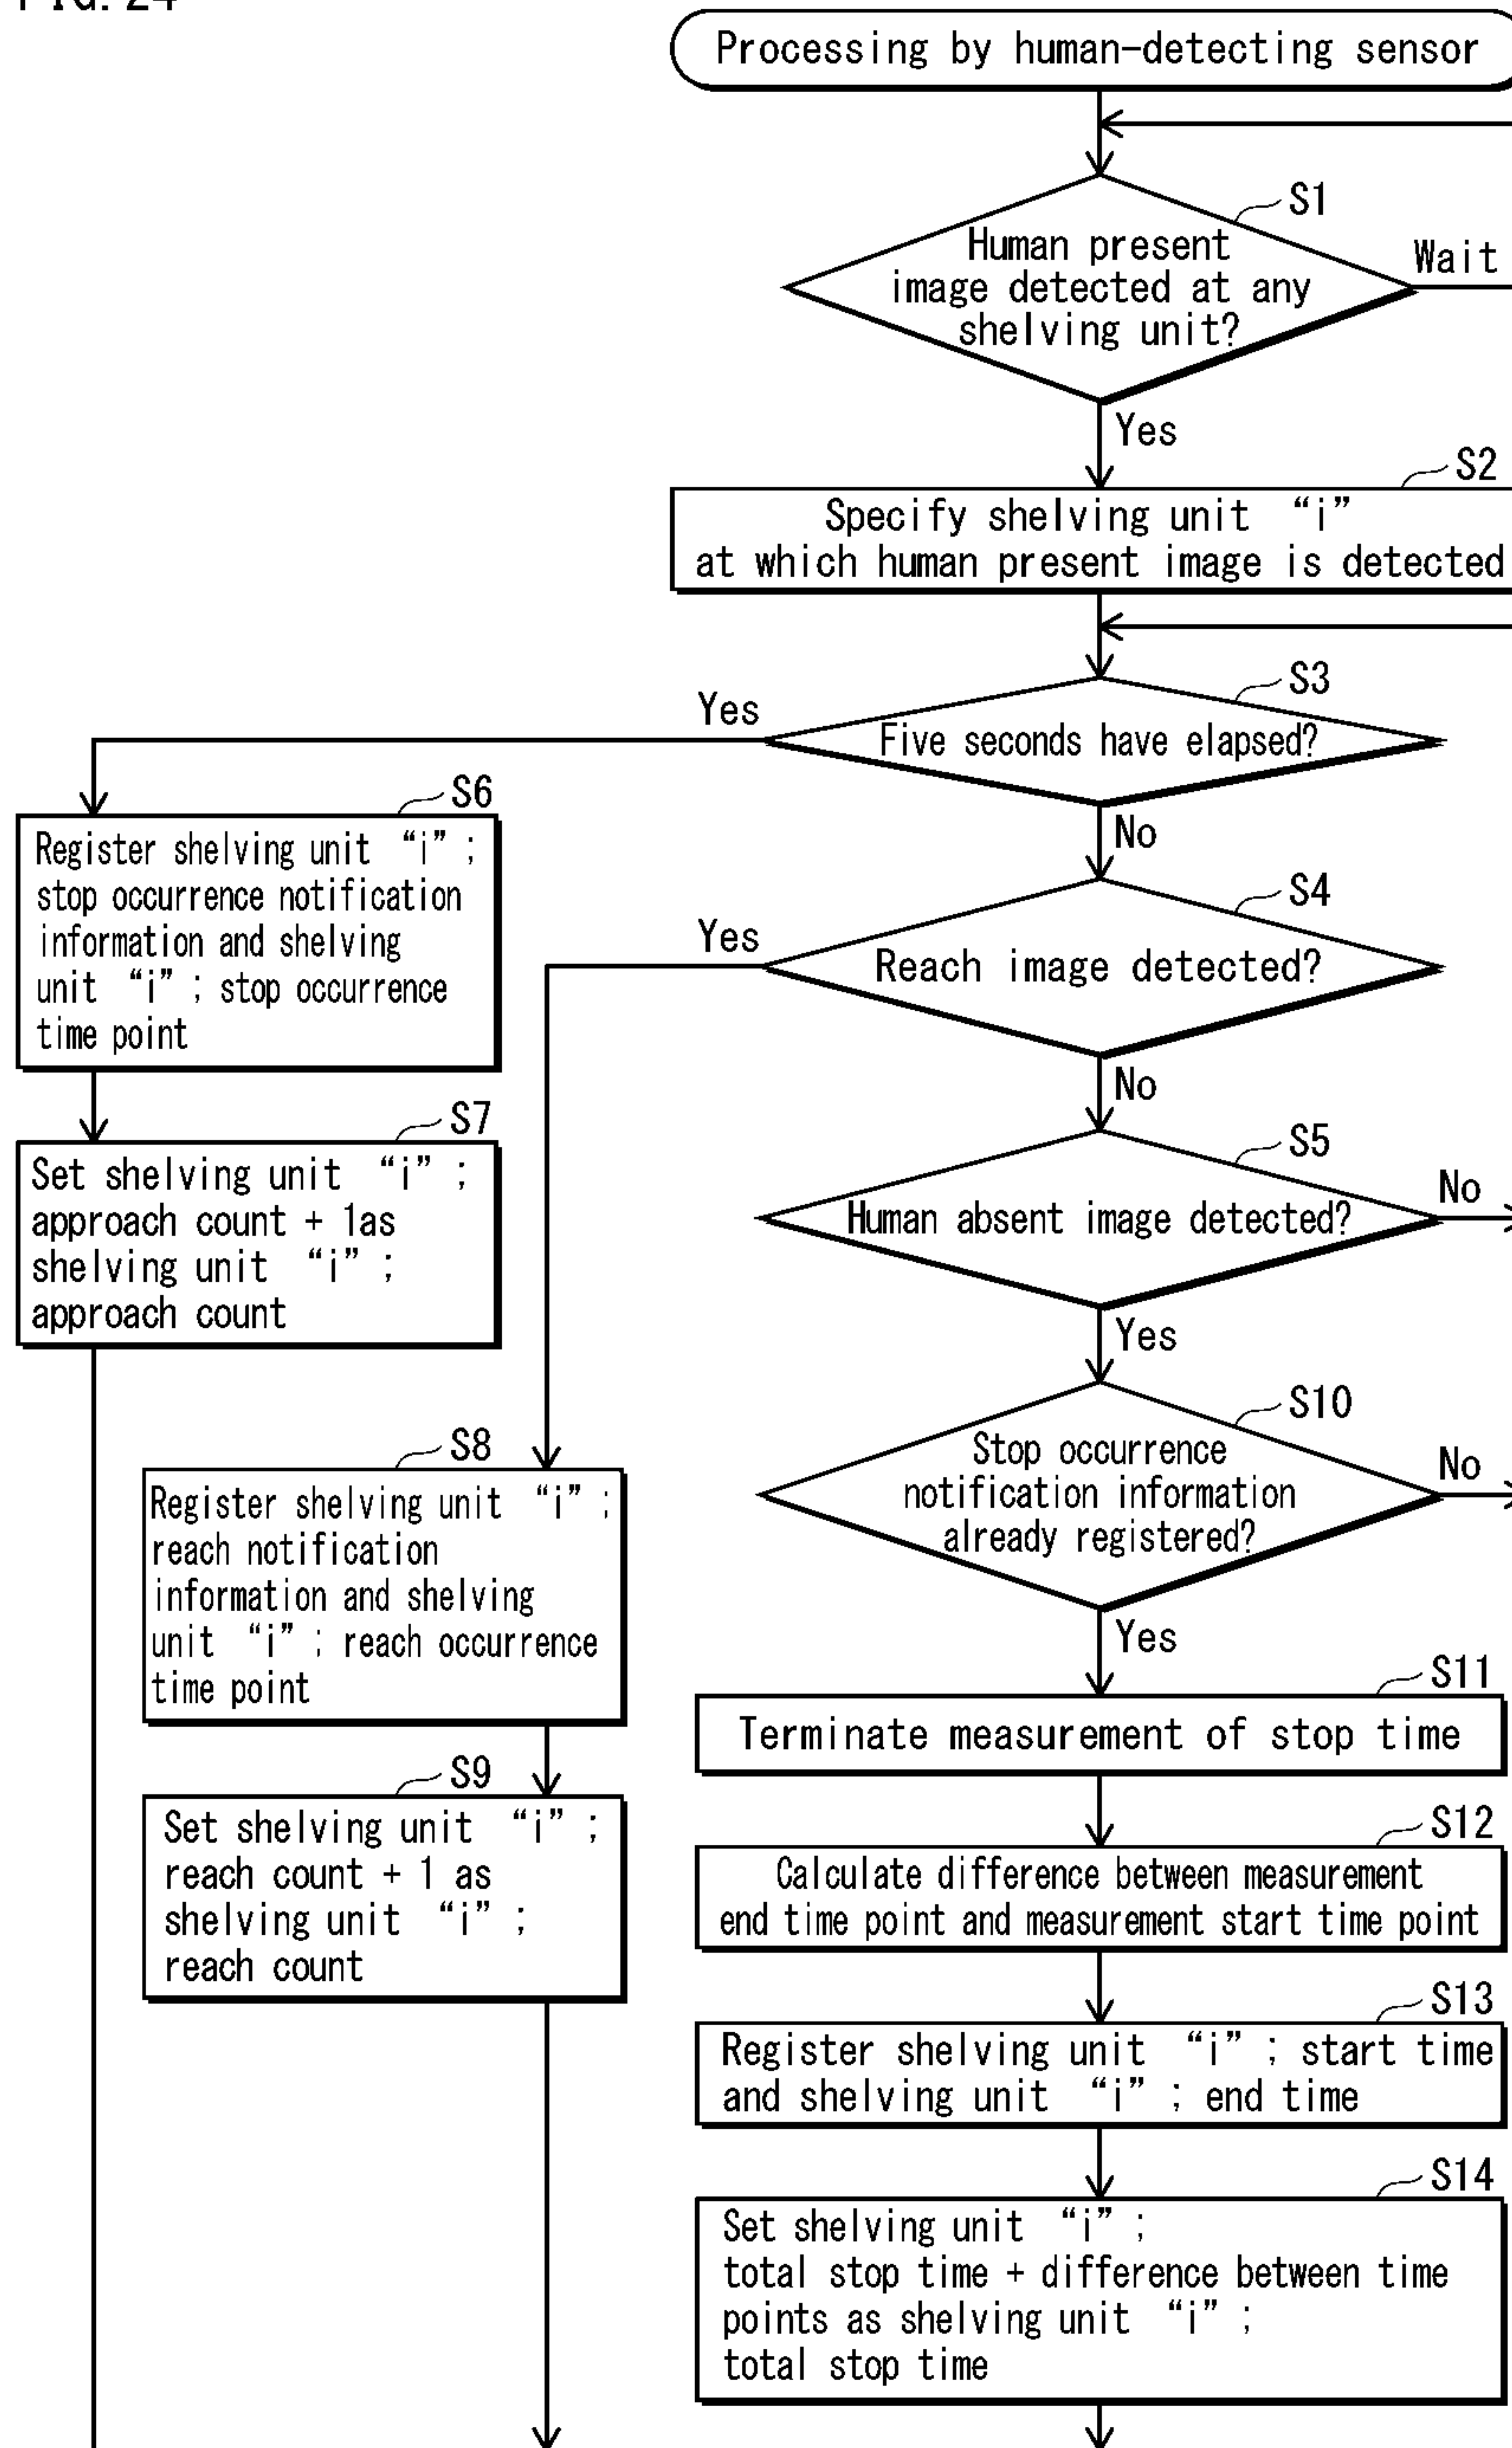 FIG. 24
Processing by human-detecting sensor
S1
Human present
image detected at any
shelving unit?
Wait
Yes
S2
Specify shelving unit “i”
at which human present image is detected
S3
Yes
Five seconds have elapsed?
No
S6
Register shelving unit “i” ;
stop occurrence notification
information and shelving
unit “i” ; stop occurrence
time point
S4
Yes
Reach image detected?
No
S7
Set shelving unit “i” ;
approach count + 1as
shelving unit “i” ;
approach count
S5
No
Human absent image detected?
Yes
S10
Stop occurrence
notification information
already registered?
No
Yes
S8
Register shelving unit “i” ;
reach notification
information and shelving
unit “i” ; reach occurrence
time point
S9
Set shelving unit “i” ;
reach count + 1 as
shelving unit “i” ;
reach count
S11
Terminate measurement of stop time
S12
Calculate difference between measurement
end time point and measurement start time point
S13
Register shelving unit “i” ; start time
and shelving unit “i” ; end time
S14
Set shelving unit “i” ;
total stop time + difference between time
points as shelving unit “i” ;
total stop time